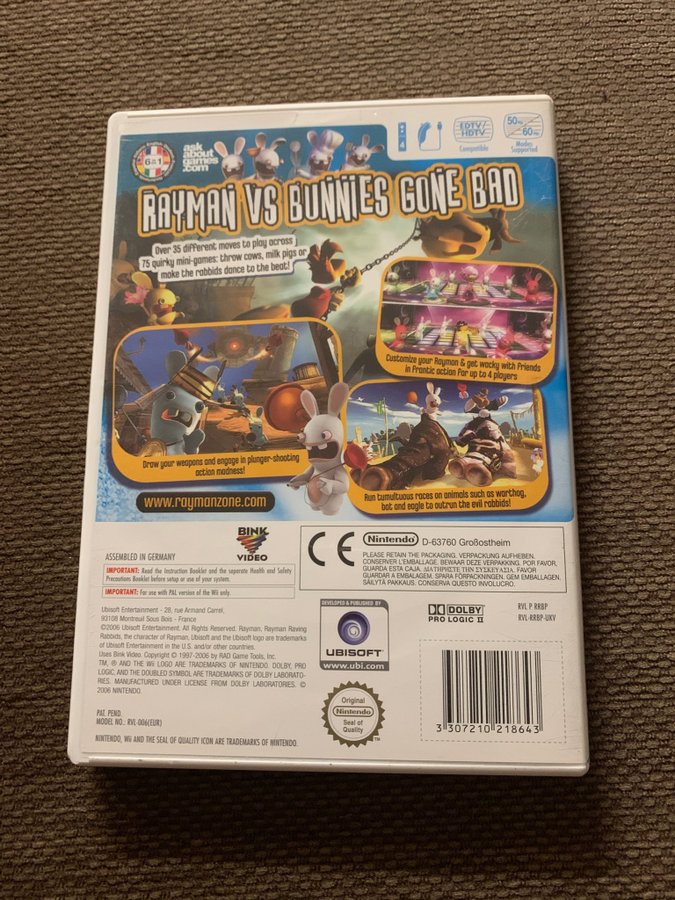 6 in 1
ask
about
games
.com
4
EDTV/
HDTV
Compatible
50Hz
60Hz
Modes
Supported
RAYMAN VS BUNNIES GONE BAD
Over 35 different moves to play across
75 quirky mini-games: throw cows, milk pigs or
make the rabbids dance to the beat!
Customize your Rayman & get wacky with friends
in frantic action for up to 4 players
Draw your weapons and engage in plunger-shooting
action madness!
Run tumultuous races on animals such as warthog,
bat and eagle to outrun the evil rabbids!
www.raymanzone.com
ASSEMBLED IN GERMANY
BINK
VIDEO
IMPORTANT: Read the Instruction Booklet and the separate Health and Safety
Precautions Booklet before setup or use of your system.
IMPORTANT: For use with PAL version of the Wii only.
CE
Nintendo D-63760 Großostheim
PLEASE RETAIN THE PACKAGING. VERPACKUNG AUFHEBEN.
CONSERVER L'EMBALLAGE. BEWAAR DEZE VERPAKKING. POR FAVOR,
GUARDA ESTA CAJA. ΔΙΑΤΗΡΗΣΤΕ ΤΗΝ ΣΥΣΚΕΥΑΣΙΑ. FAVOR
GUARDAR A EMBALAGEM. SPARA FÖRPACKNINGEN. GEM EMBALLAGEN.
SÄILYTÄ PAKKAUS. CONSERVA QUESTO INVOLUCRO.
Ubisoft Entertainment - 28, rue Armand Carrel,
93108 Montreuil Sous Bois - France
©2006 Ubisoft Entertainment. All Rights Reserved. Rayman, Rayman Raving
Rabbids, the character of Rayman, Ubisoft and the Ubisoft logo are trademarks
of Ubisoft Entertainment in the U.S. and/or other countries.
Uses Bink Video. Copyright © 1997-2006 by RAD Game Tools, Inc.
TM, ® AND THE Wii LOGO ARE TRADEMARKS OF NINTENDO. DOLBY, PRO
LOGIC, AND THE DOUBLED SYMBOL ARE TRADEMARKS OF DOLBY LABORATO-
RIES. MANUFACTURED UNDER LICENSE FROM DOLBY LABORATORIES. ©
2006 NINTENDO.
PAT. PEND.
MODEL NO.: RVL-006(EUR)
NINTENDO, Wii AND THE SEAL OF QUALITY ICON ARE TRADEMARKS OF NINTENDO.
DEVELOPED & PUBLISHED BY
UBISOFT
www.ubi.com
DOLBY
PRO LOGIC II
RVL P RRBP
RVL-RRBP-UKV
Original
Nintendo
Seal of
Quality
3 307210 218643